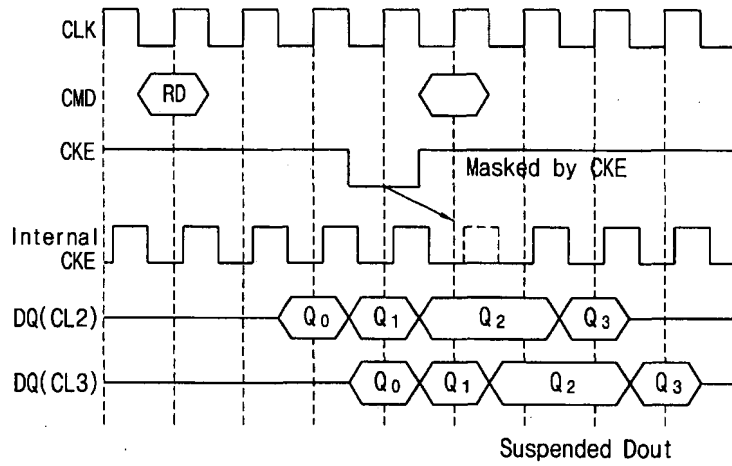 CLK
CMD
RD
CKE
Masked by CKE
Internal
CKE
DQ(CL2)
Q0
Q1
Q2
Q3
DQ(CL3)
Q0
Q1
Q2
Q3
Suspended Dout